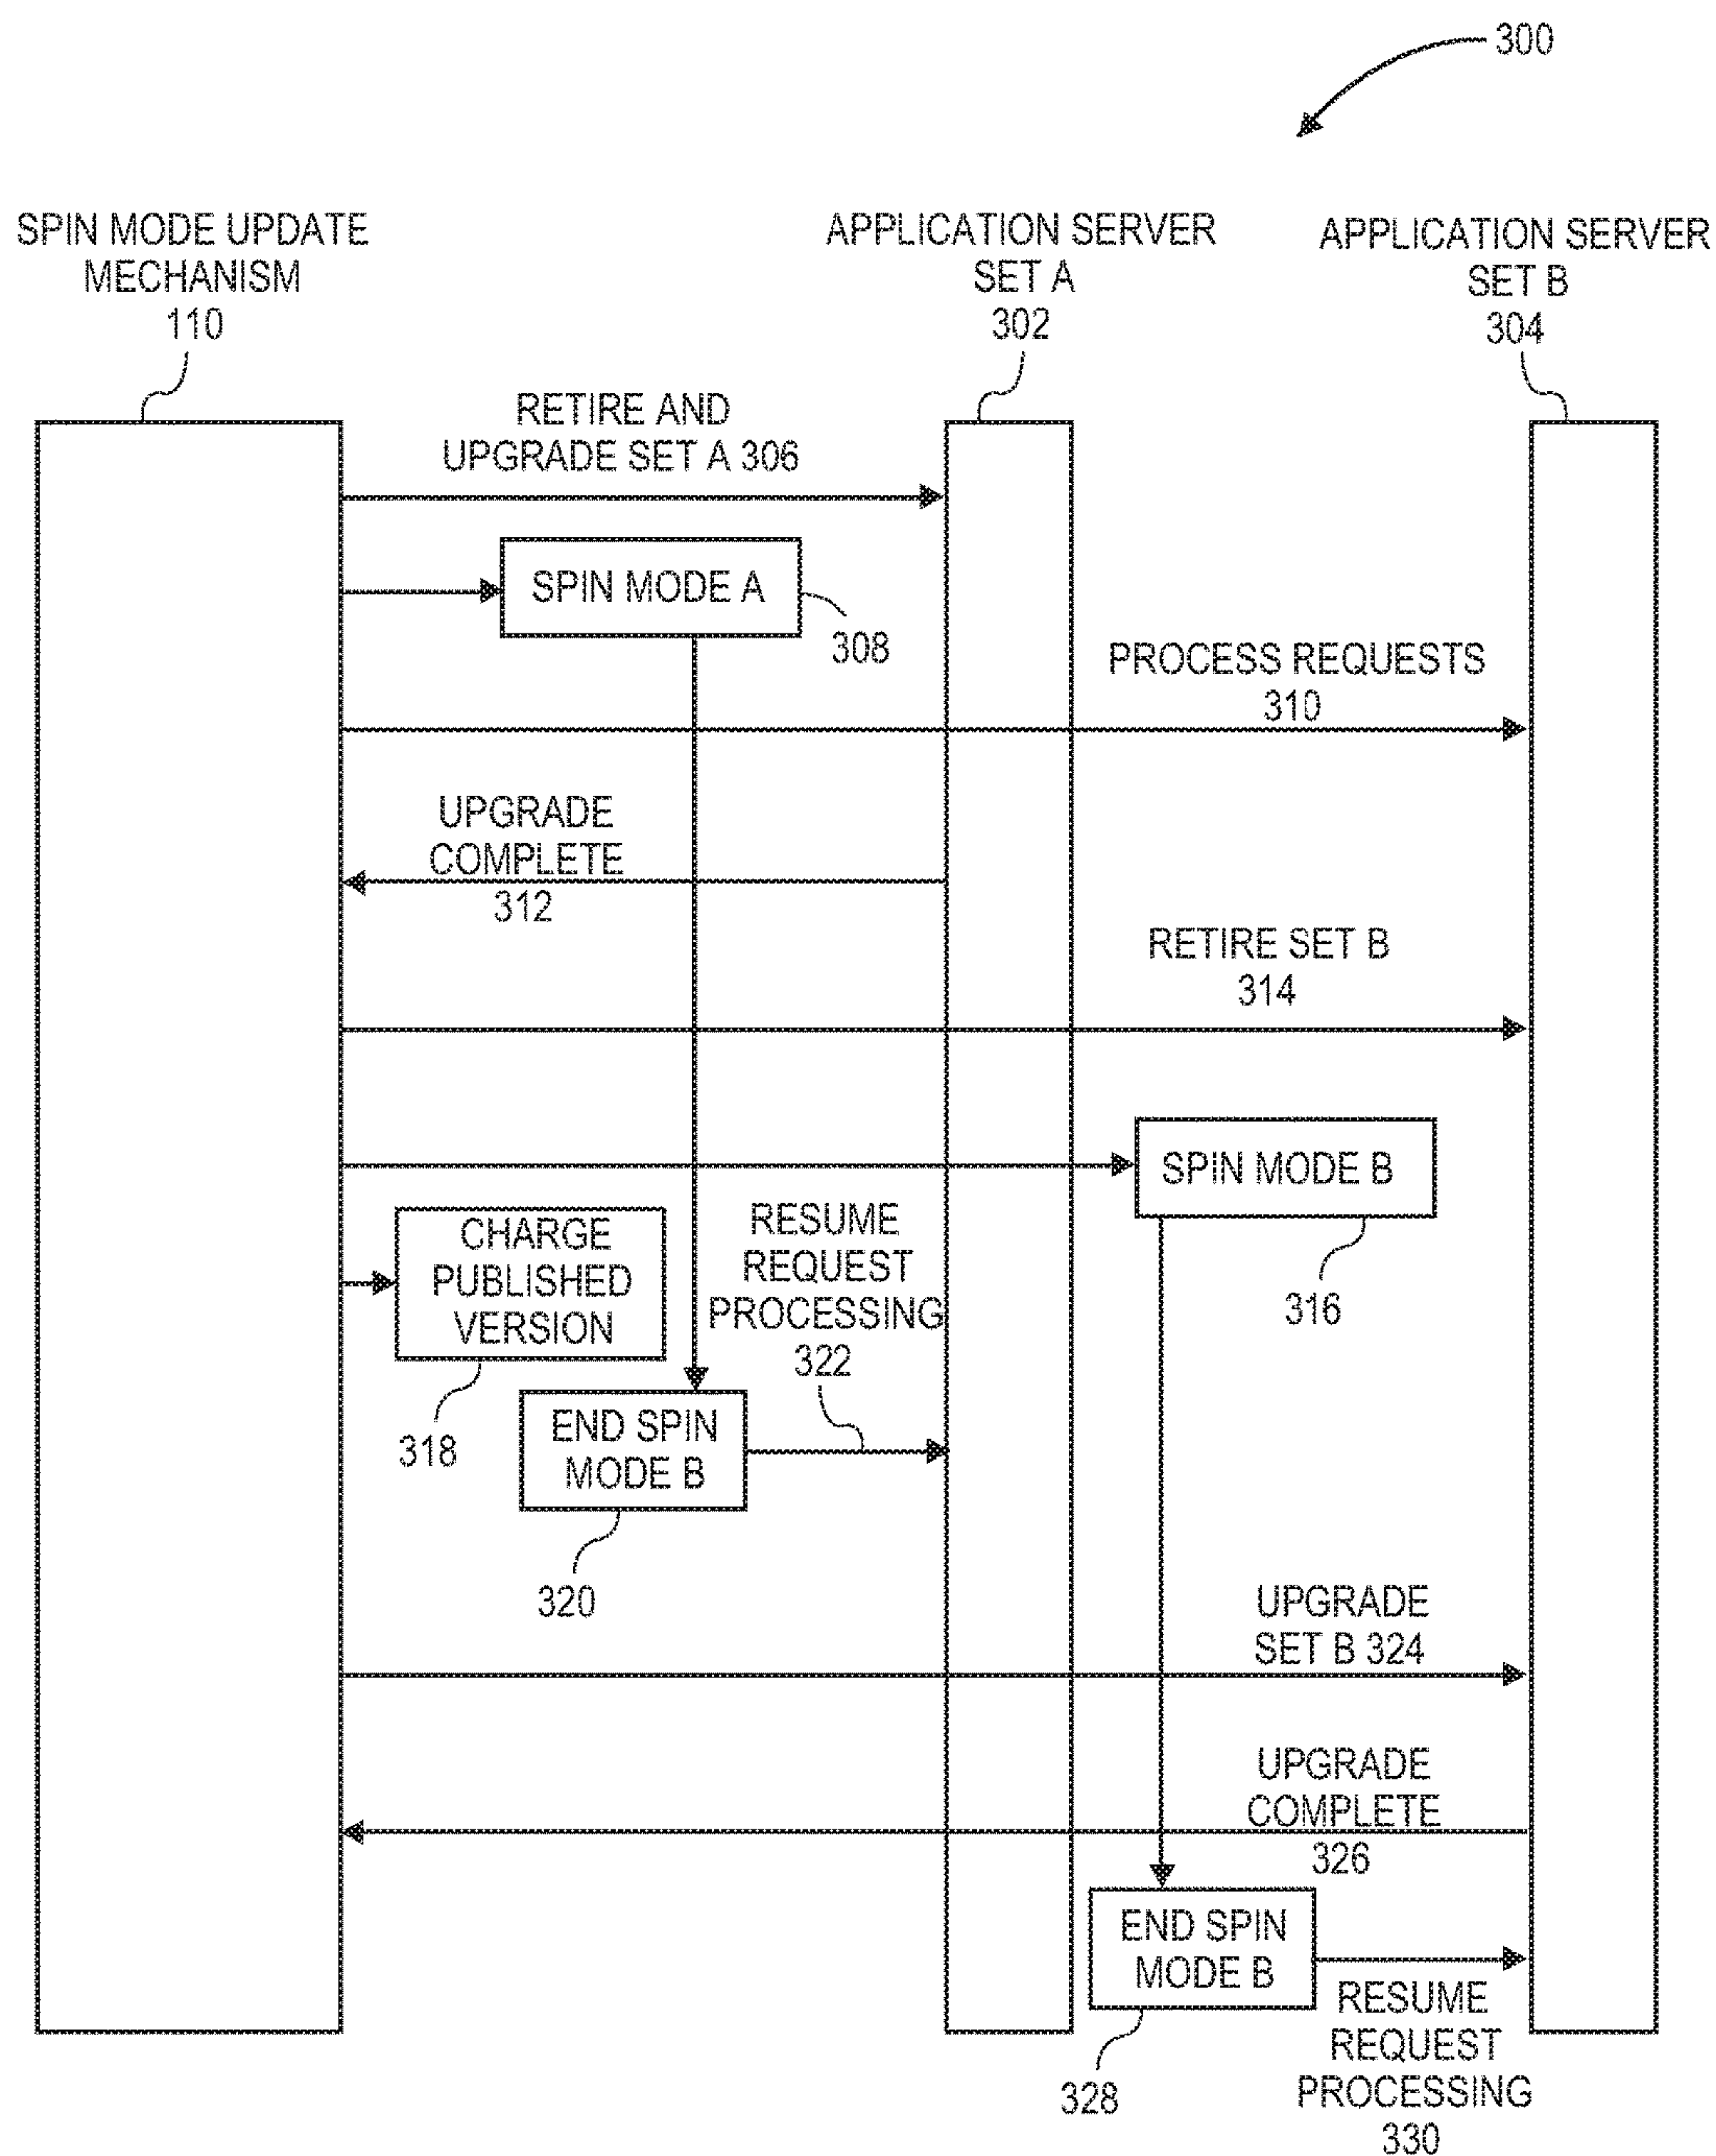 300
SPIN MODE UPDATE
MECHANISM
110
APPLICATION SERVER
SET A
302
APPLICATION SERVER
SET B
304
RETIRE AND
UPGRADE SET A 306
SPIN MODE A
308
PROCESS REQUESTS
310
UPGRADE
COMPLETE
312
RETIRE SET B
314
SPIN MODE B
316
CHARGE
PUBLISHED
VERSION
318
RESUME
REQUEST
PROCESSING
322
END SPIN
MODE B
320
UPGRADE
SET B 324
UPGRADE
COMPLETE
326
END SPIN
MODE B
328
RESUME
REQUEST
PROCESSING
330